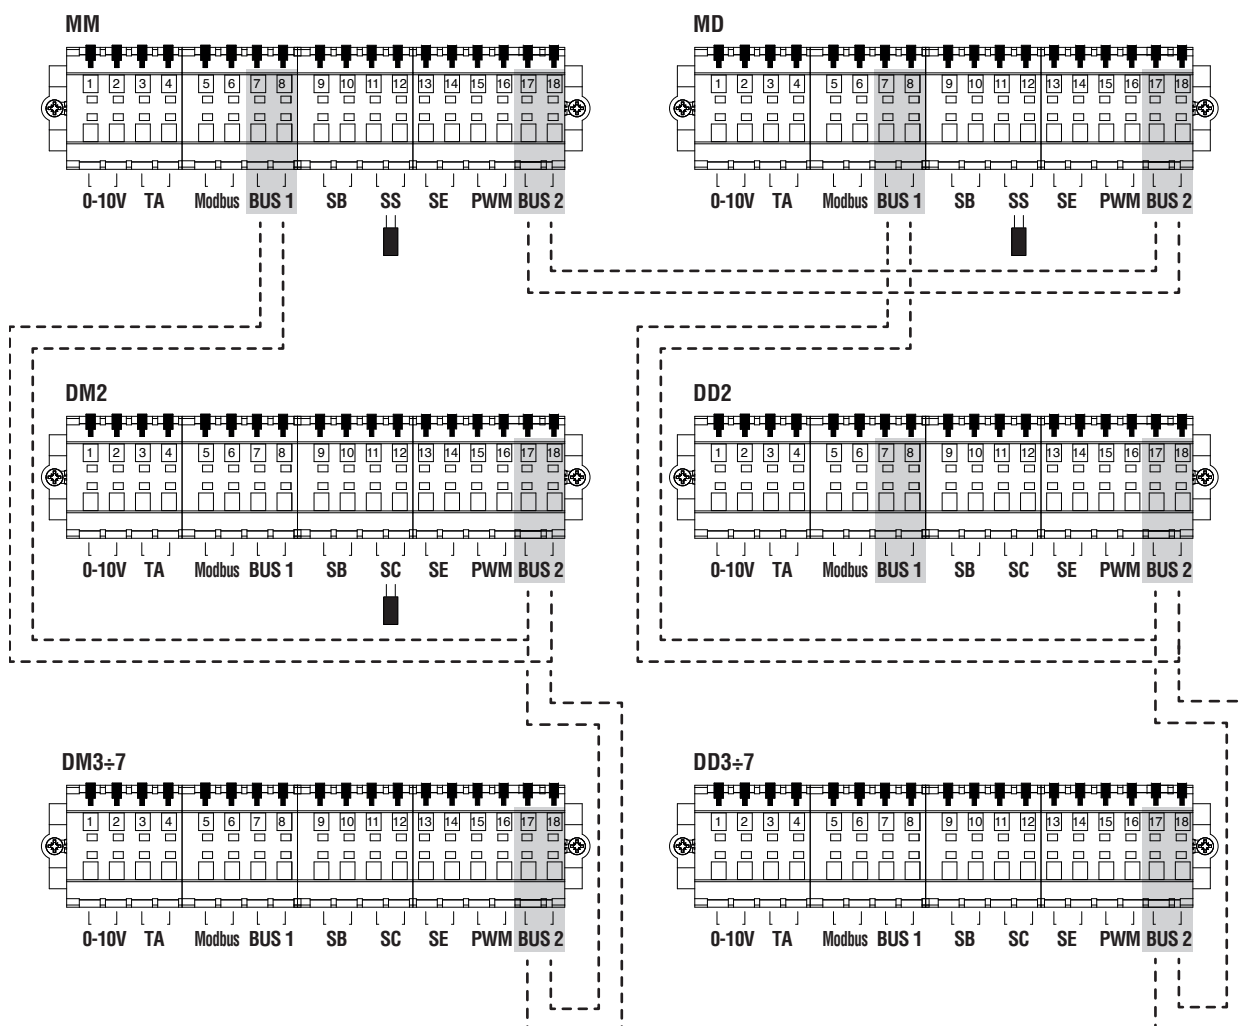 MM
1 2 3 4 5 6 7 8 9 10 11 12 13 14 15 16 17 18
0-10V TA Modbus BUS 1 SB SS SE PWM BUS 2
MD
1 2 3 4 5 6 7 8 9 10 11 12 13 14 15 16 17 18
0-10V TA Modbus BUS 1 SB SS SE PWM BUS 2
DM2
1 2 3 4 5 6 7 8 9 10 11 12 13 14 15 16 17 18
0-10V TA Modbus BUS 1 SB SC SE PWM BUS 2
DD2
1 2 3 4 5 6 7 8 9 10 11 12 13 14 15 16 17 18
0-10V TA Modbus BUS 1 SB SC SE PWM BUS 2
DM3÷7
1 2 3 4 5 6 7 8 9 10 11 12 13 14 15 16 17 18
0-10V TA Modbus BUS 1 SB SC SE PWM BUS 2
DD3÷7
1 2 3 4 5 6 7 8 9 10 11 12 13 14 15 16 17 18
0-10V TA Modbus BUS 1 SB SC SE PWM BUS 2